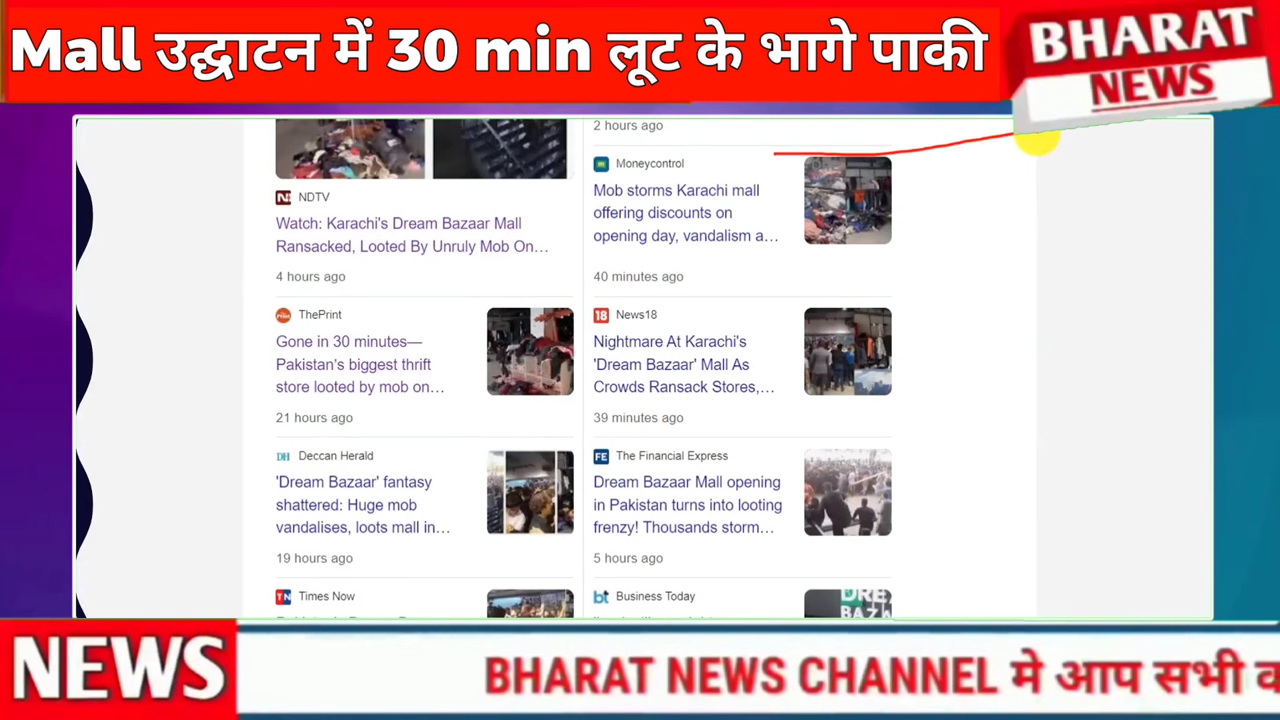 Mall उद्घाटन में 30 min लूट के भागे पाकी
BHARAT
NEWS
NDTV
Watch: Karachi's Dream Bazaar Mall
Ransacked, Looted By Unruly Mob On…
4 hours ago
ThePrint
Gone in 30 minutes—
Pakistan's biggest thrift
store looted by mob on…
21 hours ago
DH Deccan Herald
'Dream Bazaar' fantasy
shattered: Huge mob
vandalises, loots mall in…
19 hours ago
TN Times Now
2 hours ago
Moneycontrol
Mob storms Karachi mall
offering discounts on
opening day, vandalism a…
40 minutes ago
18 News18
Nightmare At Karachi's
'Dream Bazaar' Mall As
Crowds Ransack Stores,…
39 minutes ago
FE The Financial Express
Dream Bazaar Mall opening
in Pakistan turns into looting
frenzy! Thousands storm…
5 hours ago
bt Business Today
NEWS
BHARAT NEWS CHANNEL मे आप सभी